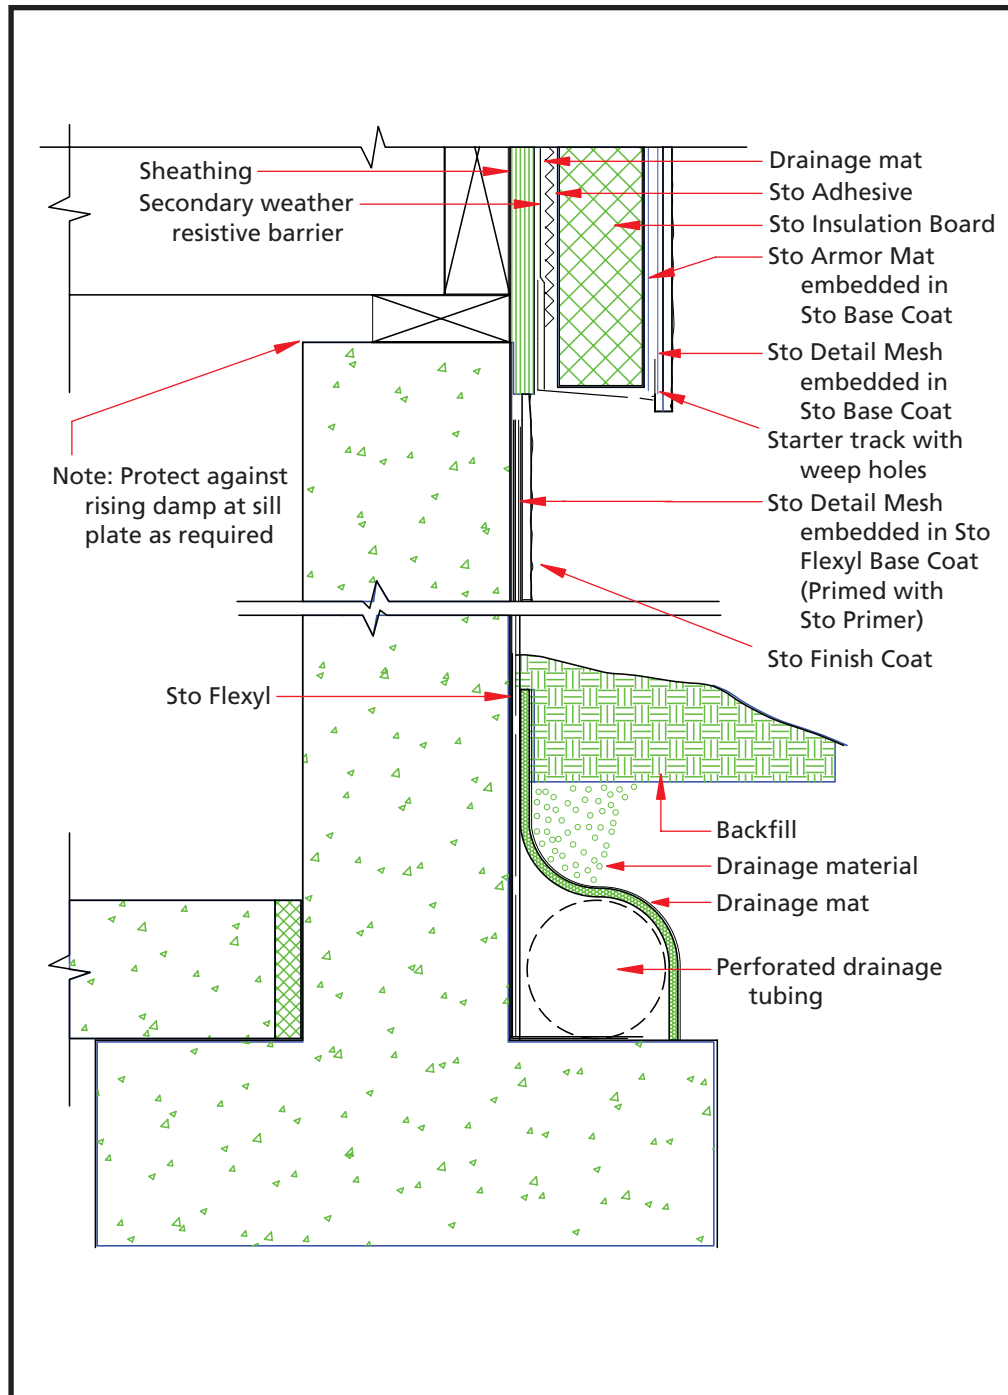 Sheathing
Secondary weather
resistive barrier
Note: Protect against
rising damp at sill
plate as required
Sto Flexyl
Drainage mat
Sto Adhesive
Sto Insulation Board
Sto Armor Mat
embedded in
Sto Base Coat
Sto Detail Mesh
embedded in
Sto Base Coat
Starter track with
weep holes
Sto Detail Mesh
embedded in Sto
Flexyl Base Coat
(Primed with
Sto Primer)
Sto Finish Coat
Backfill
Drainage material
Drainage mat
Perforated drainage
tubing